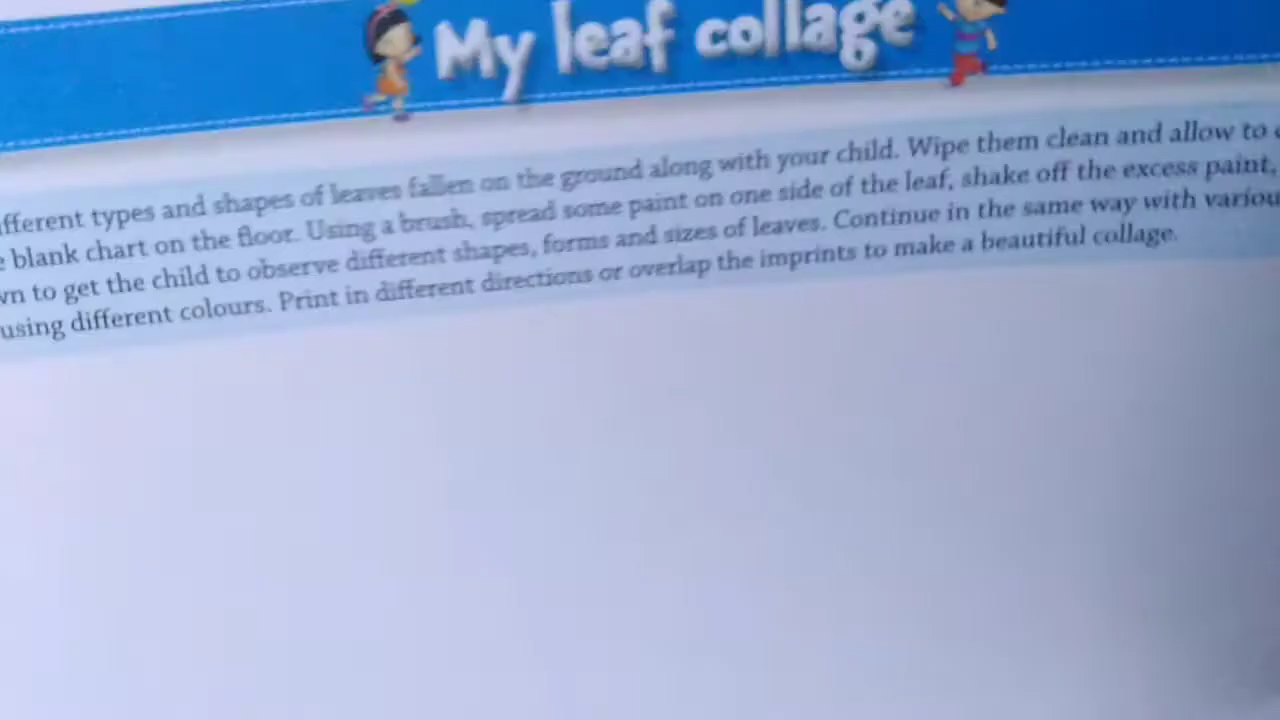 My leaf collage
fferent types and shapes of leaves fallen on the ground along with your child. Wipe them clean and allow to
blank chart on the floor. Using a brush, spread some paint on one side of the leaf, shake off the excess paint,
wn to get the child to observe different shapes, forms and sizes of leaves. Continue in the same way with variou
using different colours. Print in different directions or overlap the imprints to make a beautiful collage.